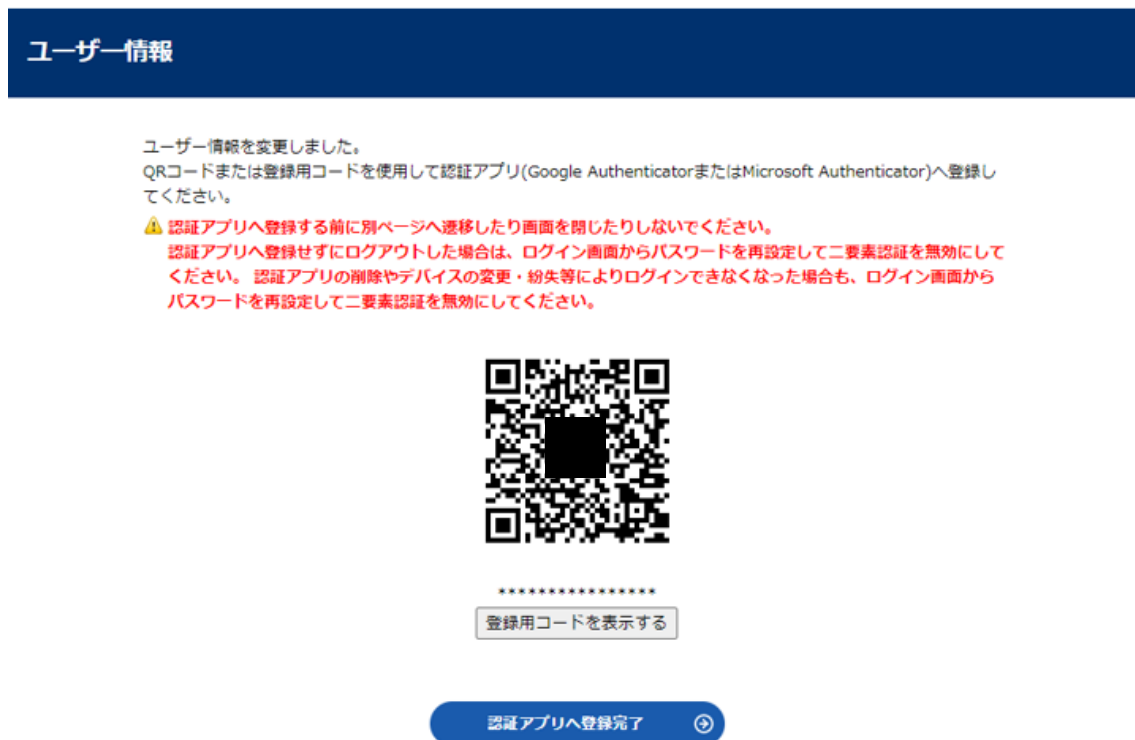 ユーザー情報
ユーザー情報を変更しました。
QRコードまたは登録用コードを使用して認証アプリ(Google AuthenticatorまたはMicrosoft Authenticator)へ登録し
てください。
認証アプリへ登録する前に別ページへ遷移したり画面を閉じたりしないでください。
認証アプリへ登録せずにログアウトした場合は、ログイン画面からパスワードを再設定して二要素認証を無効にして
ください。 認証アプリの削除やデバイスの変更・紛失等によりログインできなくなった場合も、ログイン画面から
パスワードを再設定して二要素認証を無効にしてください。
****************
登録用コードを表示する
認証アプリへ登録完了